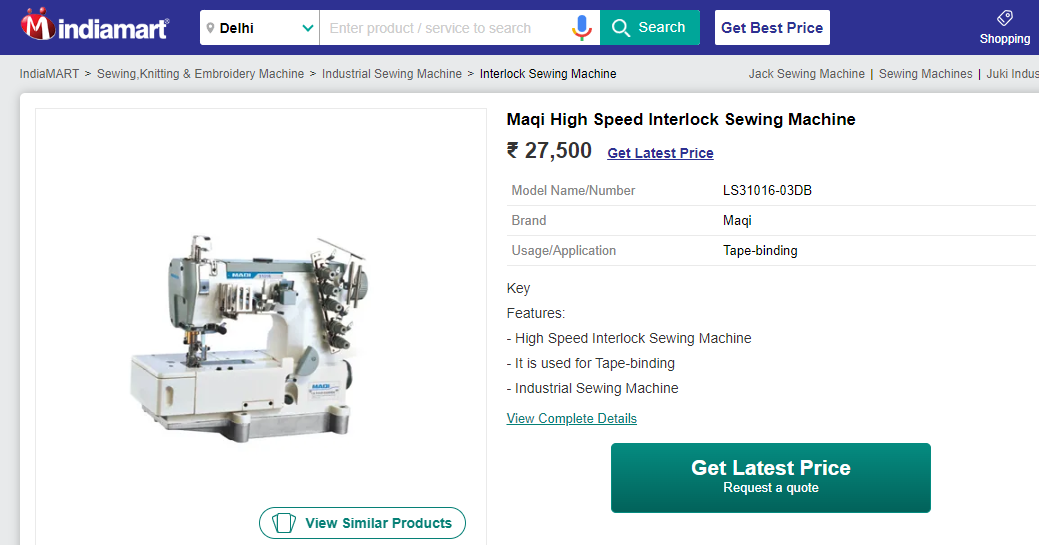 indiamart
Delhi
Enter product / service to search
Search
Get Best Price
Shopping
IndiaMART > Sewing,Knitting & Embroidery Machine > Industrial Sewing Machine > Interlock Sewing Machine
Jack Sewing Machine | Sewing Machines | Juki Indus
Maqi High Speed Interlock Sewing Machine
₹ 27,500 Get Latest Price
Model Name/Number LS31016-03DB
Brand Maqi
Usage/Application Tape-binding
Key
Features:
- High Speed Interlock Sewing Machine
- It is used for Tape-binding
- Industrial Sewing Machine
View Complete Details
Get Latest Price
Request a quote
MAQI
MAQI
View Similar Products